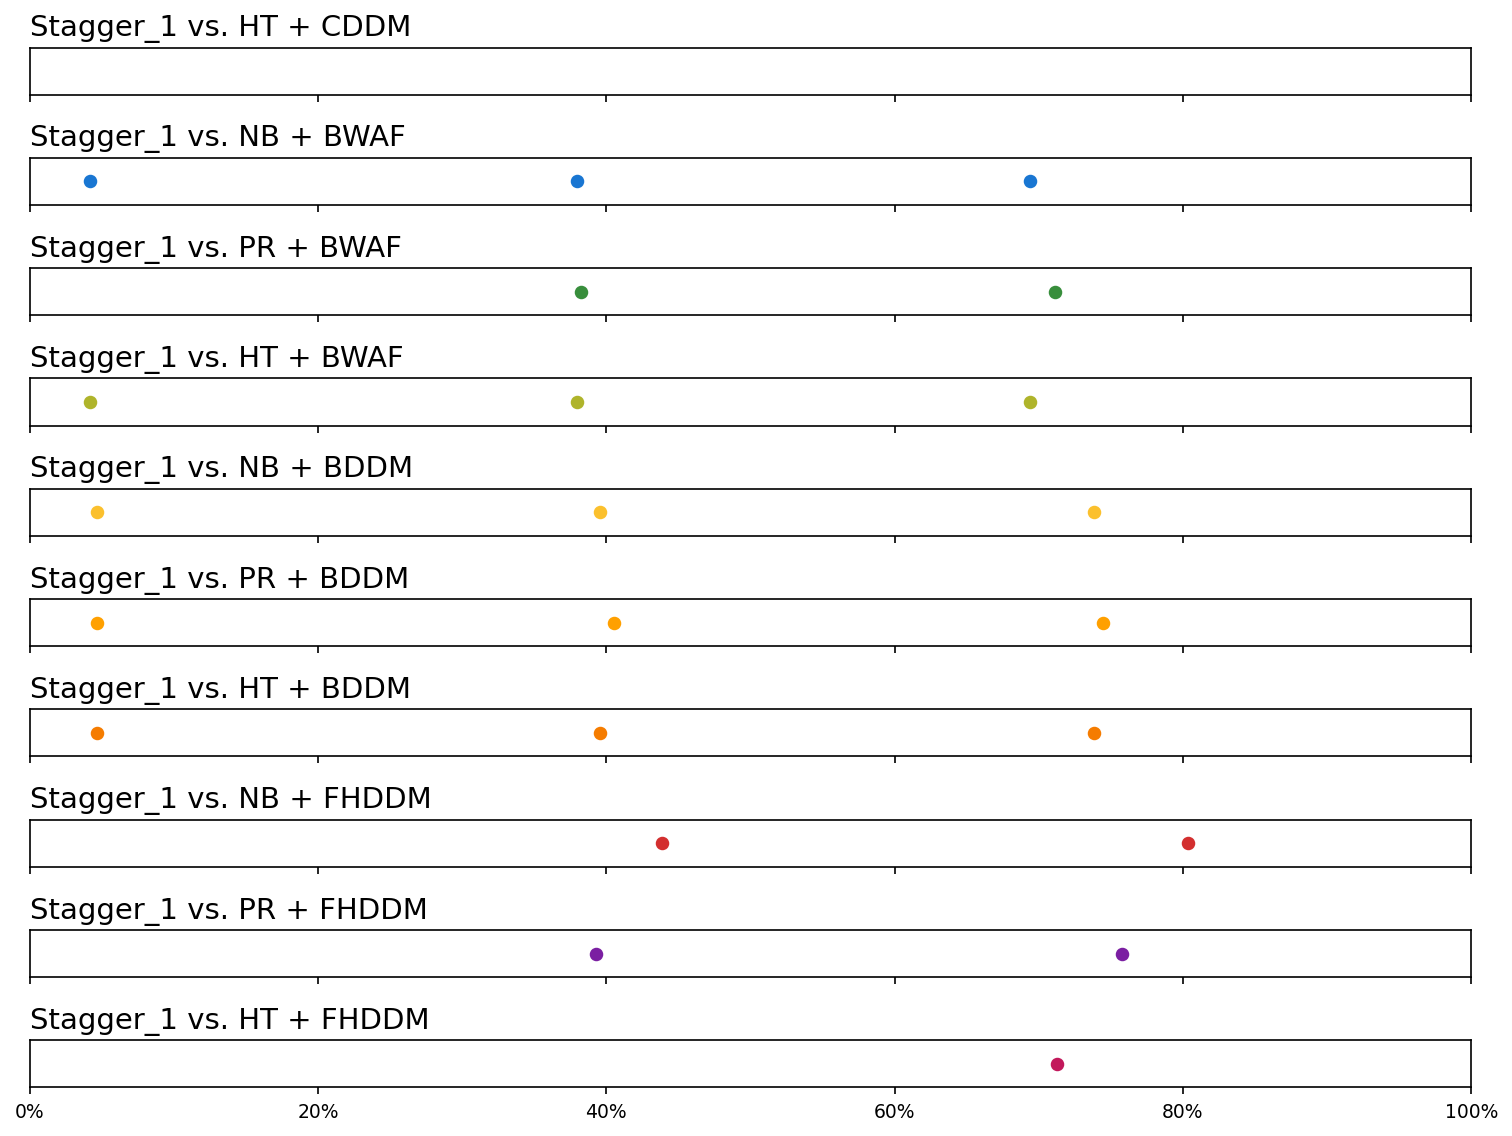 Stagger_1 vs. HT + CDDM
Stagger_1 vs. NB + BWAF
Stagger_1 vs. PR + BWAF
Stagger_1 vs. HT + BWAF
Stagger_1 vs. NB + BDDM
Stagger_1 vs. PR + BDDM
Stagger_1 vs. HT + BDDM
Stagger_1 vs. NB + FHDDM
Stagger_1 vs. PR + FHDDM
Stagger_1 vs. HT + FHDDM
0% 20% 40% 60% 80% 100%